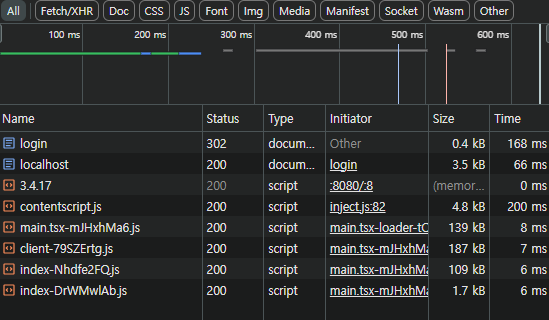 All Fetch/XHR Doc CSS JS Font Img Media Manifest Socket Wasm Other
100 ms 200 ms 300 ms 400 ms 500 ms 600 ms
Name Status Type Initiator Size Time
login 302 docum... Other 0.4 kB 168 ms
localhost 200 docum... login 3.5 kB 66 ms
3.4.17 200 script :8080/:8 (memor... 0 ms
contentscript.js 200 script inject.js:82 4.8 kB 200 ms
main.tsx-mJHxhMa6.js 200 script main.tsx-loader-tC 139 kB 8 ms
client-79SZErtg.js 200 script main.tsx-mJHxhMa 187 kB 7 ms
index-Nhdfe2FQ.js 200 script main.tsx-mJHxhMa 109 kB 6 ms
index-DrWMwlAb.js 200 script main.tsx-mJHxhMa 1.7 kB 6 ms